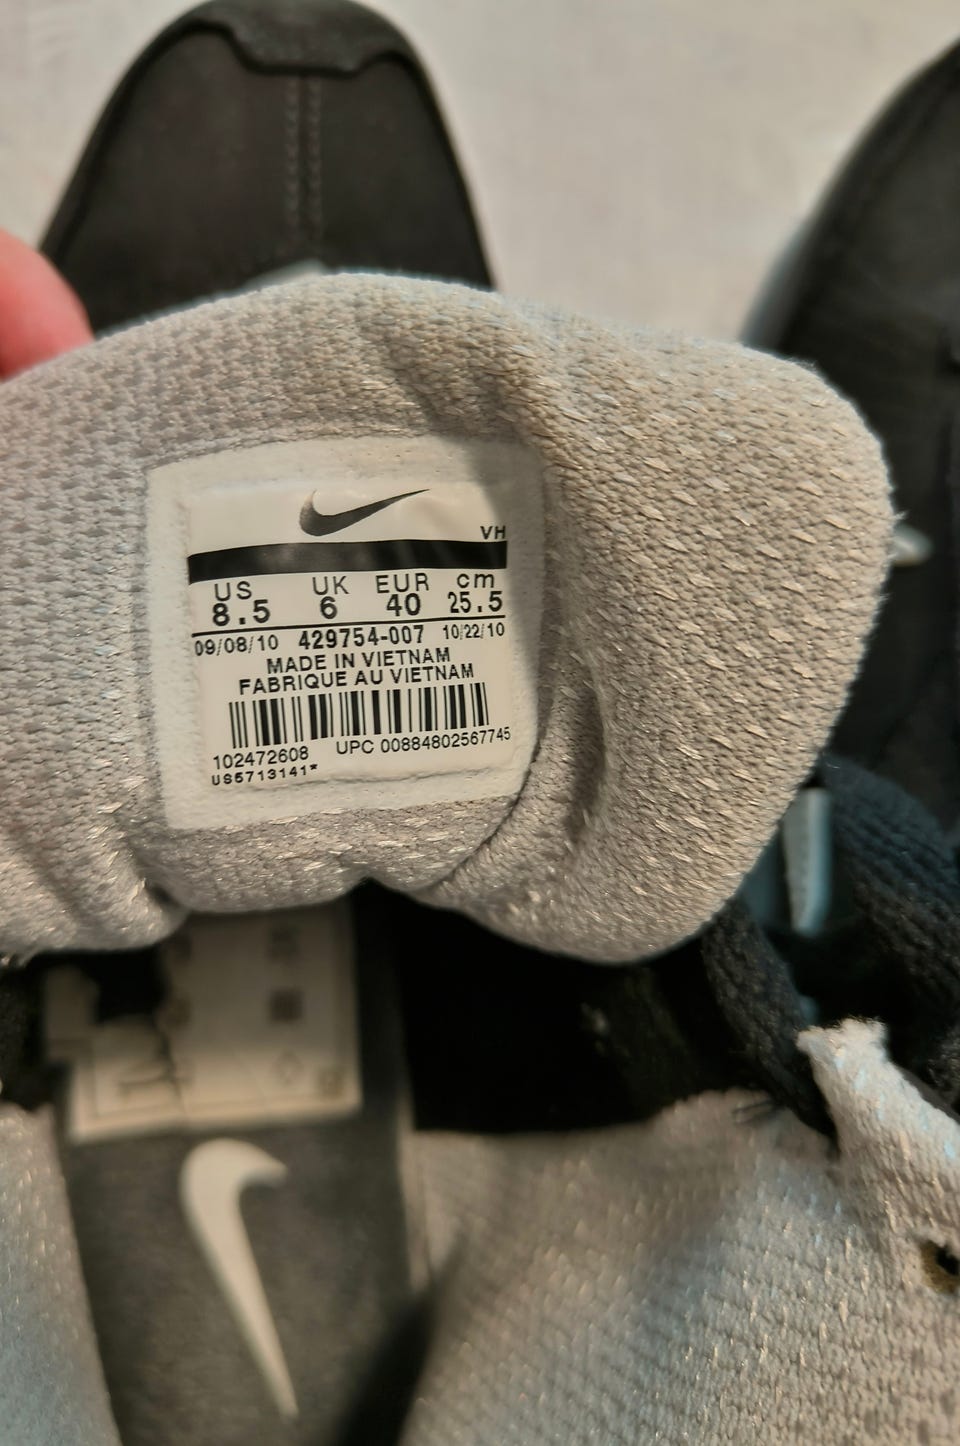 VH
US UK EUR cm
8.5 6 40 25.5
09/08/10 429754-007 10/22/10
MADE IN VIETNAM
FABRIQUE AU VIETNAM
102472608 UPC 00884802567745
US5713141*